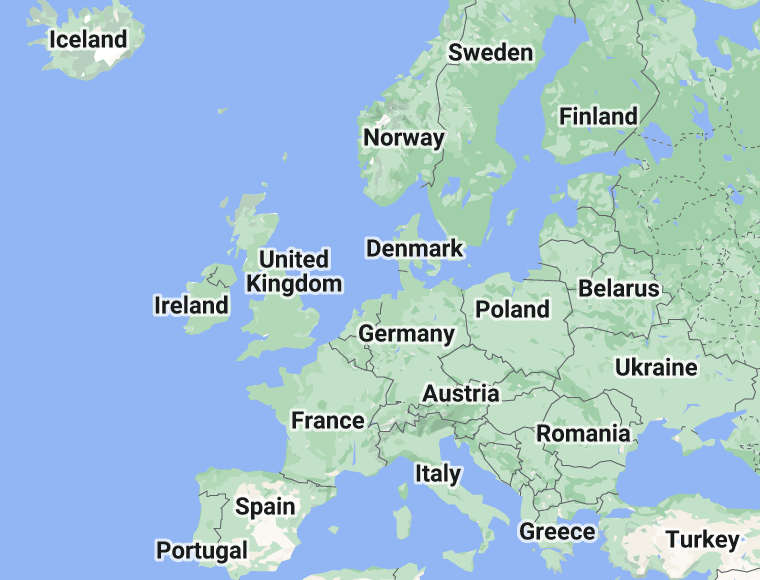 Iceland
Sweden
Finland
Norway
Denmark
United
Kingdom
Ireland
Belarus
Poland
Germany
Ukraine
Austria
France
Romania
Italy
Spain
Greece
Turkey
Portugal